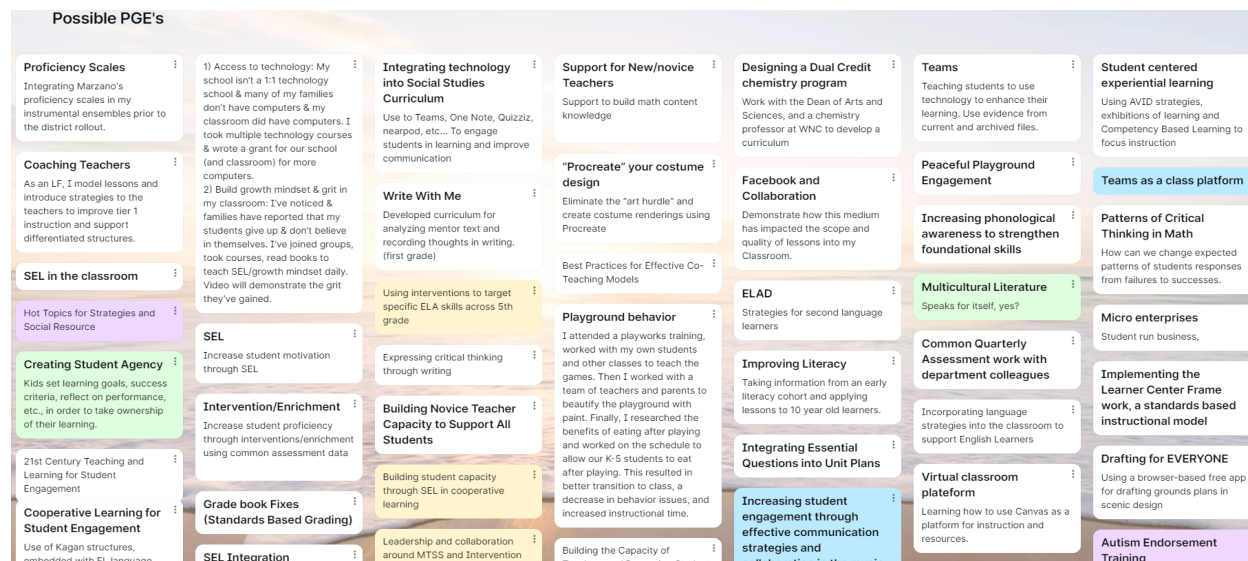 Possible PGE's
Proficiency Scales
Integrating Marzano's
proficiency scales in my
instrumental ensembles prior to
the district rollout.
Coaching Teachers
As an LF, I model lessons and
introduce strategies to the
teachers to improve tier 1
instruction and support
differentiated structures.
SEL in the classroom
Hot Topics for Strategies and
Social Resource
Creating Student Agency
Kids set learning goals, success
criteria, reflect on performance,
etc., in order to take ownership
of their learning.
21st Century Teaching and
Learning for Student
Engagement
Cooperative Learning for
Student Engagement
Use of Kagan structures,
embedded with EL language
1) Access to technology: My
school isn't a 1:1 technology
school & many of my families
don't have computers & my
classroom did have computers. I
took multiple technology courses
& wrote a grant for our school
(and classroom) for more
computers.
2) Build growth mindset & grit in
my classroom: I've noticed &
families have reported that my
students give up & don't believe
in themselves. I've joined groups,
took courses, read books to
teach SEL/growth mindset daily.
Video will demonstrate the grit
they've gained.
SEL
Increase student motivation
through SEL
Intervention/Enrichment
Increase student proficiency
through interventions/enrichment
using common assessment data
Grade book Fixes
(Standards Based Grading)
SEL Integration
Integrating technology
into Social Studies
Curriculum
Use to Teams, One Note, Quizziz,
nearpod, etc... To engage
students in learning and improve
communication
Write With Me
Developed curriculum for
analyzing mentor text and
recording thoughts in writing.
(first grade)
Using interventions to target
specific ELA skills across 5th
grade
Expressing critical thinking
through writing
Building Novice Teacher
Capacity to Support All
Students
Building student capacity
through SEL in cooperative
learning
Leadership and collaboration
around MTSS and Intervention
Support for New/novice
Teachers
Support to build math content
knowledge
"Procreate" your costume
design
Eliminate the "art hurdle" and
create costume renderings using
Procreate
Best Practices for Effective Co-
Teaching Models
Playground behavior
I attended a playworks training,
worked with my own students
and other classes to teach the
games. Then I worked with a
team of teachers and parents to
beautify the playground with
paint. Finally, I researched the
benefits of eating after playing
and worked on the schedule to
allow our K-5 students to eat
after playing. This resulted in
better transition to class, a
decrease in behavior issues, and
increased instructional time.
Building the Capacity of
Designing a Dual Credit
chemistry program
Work with the Dean of Arts and
Sciences, and a chemistry
professor at WNC to develop a
curriculum
Facebook and
Collaboration
Demonstrate how this medium
has impacted the scope and
quality of lessons into my
Classroom.
ELAD
Strategies for second language
learners
Improving Literacy
Taking information from an early
literacy cohort and applying
lessons to 10 year old learners.
Integrating Essential
Questions into Unit Plans
Increasing student
engagement through
effective communication
strategies and
Teams
Teaching students to use
technology to enhance their
learning. Use evidence from
current and archived files.
Peaceful Playground
Engagement
Increasing phonological
awareness to strengthen
foundational skills
Multicultural Literature
Speaks for itself, yes?
Common Quarterly
Assessment work with
department colleagues
Incorporating language
strategies into the classroom to
support English Learners
Virtual classroom
plateform
Learning how to use Canvas as a
platform for instruction and
resources.
Student centered
experiential learning
Using AVID strategies,
exhibitions of learning and
Competency Based Learning to
focus instruction
Teams as a class platform
Patterns of Critical
Thinking in Math
How can we change expected
patterns of students responses
from failures to successes.
Micro enterprises
Student run business,
Implementing the
Learner Center Frame
work, a standards based
instructional model
Drafting for EVERYONE
Using a browser-based free app
for drafting grounds plans in
scenic design
Autism Endorsement
Training